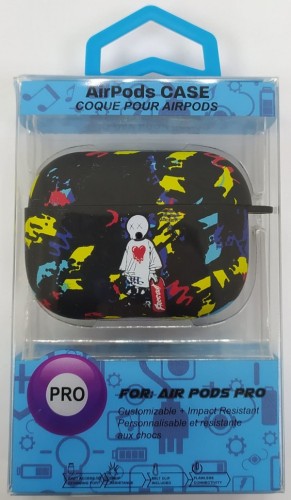 AirPods CASE
COQUE POUR AIRPODS
PRO
FOR: AIR PODS PRO
Customizable + Impact Resistant
Personnalisable et résistante
aux chocs